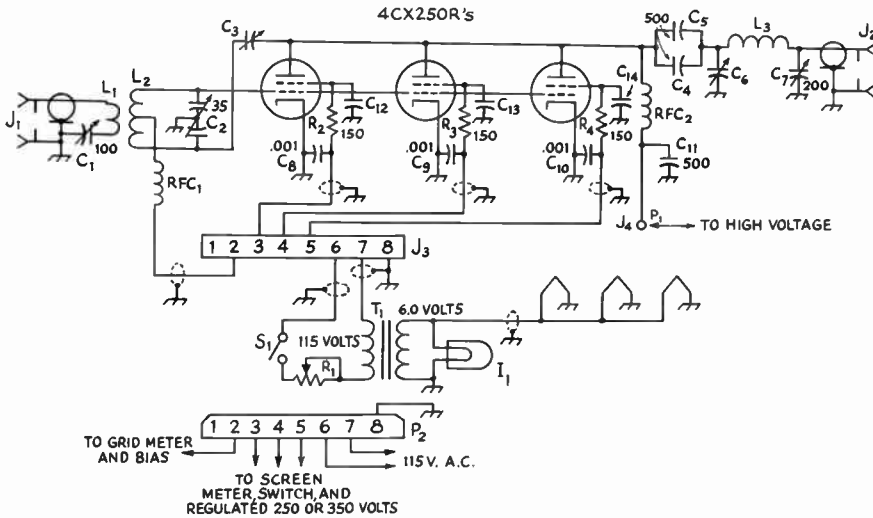 4CX250R's
C3
500
C5
L3
J2
L1
L2
C14
C4
C6
C7
200
35
C2
C12
C13
R2
150
R3
150
R4
150
RFC2
J1
100
C1
.001
C8
.001
C9
.001
C10
C11
500
RFC1
J4
P1
TO HIGH VOLTAGE
1 2 3 4 5 6 7 8
J3
T1
6.0 VOLTS
S1
115 VOLTS
R1
I1
1 2 3 4 5 6 7 8
P2
TO GRID METER
AND BIAS
115 V. A.C.
TO SCREEN
METER, SWITCH, AND
REGULATED 250 OR 350 VOLTS